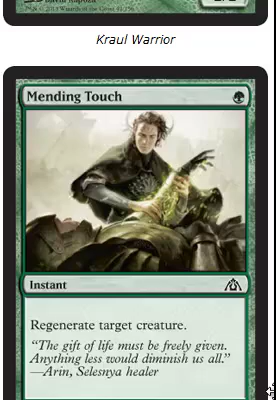 Kraul Warrior
Mending Touch
Instant
Regenerate target creature.
“The gift of life must be freely given.
Anything less would diminish us all.”
—Arin, Selesnya healer